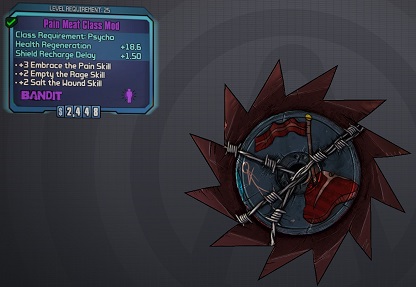 LEVEL REQUIREMENT: 25
Pain Meat Class Mod
Class Requirement: Psycho
Health Regeneration +18.6
Shield Recharge Delay +1.50
• +3 Embrace the Pain Skill
• +2 Empty the Rage Skill
• +2 Salt the Wound Skill
BANDIT
$2,448